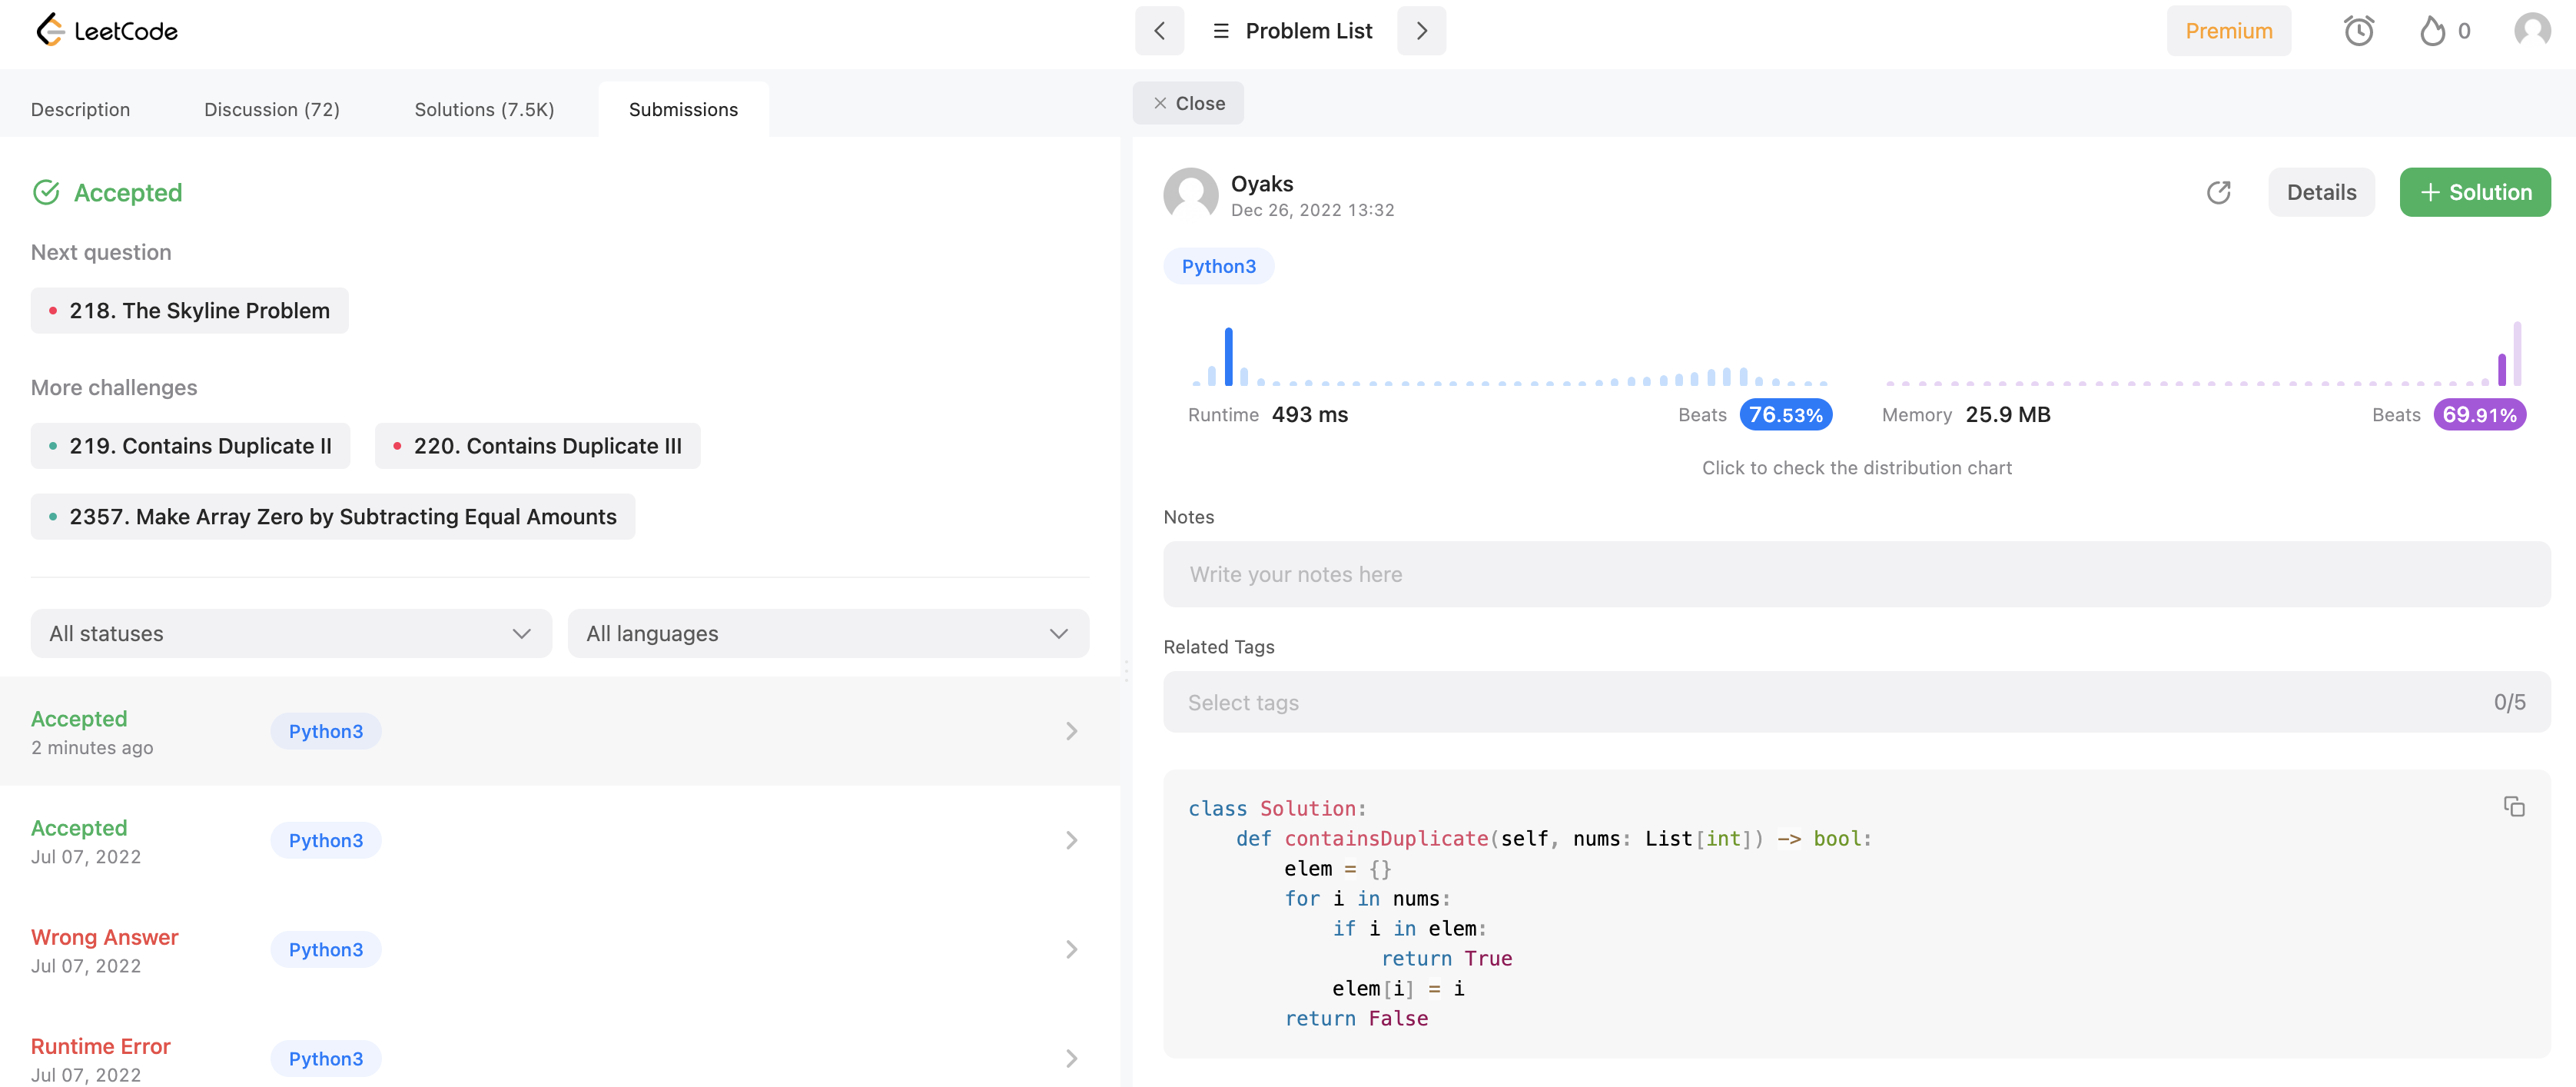 LeetCode
Problem List
Premium
0
Description
Discussion (72)
Solutions (7.5K)
Submissions
Close
Accepted
Next question
218. The Skyline Problem
More challenges
219. Contains Duplicate II
220. Contains Duplicate III
2357. Make Array Zero by Subtracting Equal Amounts
All statuses
All languages
Accepted
2 minutes ago
Python3
Accepted
Jul 07, 2022
Python3
Wrong Answer
Jul 07, 2022
Python3
Runtime Error
Jul 07, 2022
Python3
Oyaks
Dec 26, 2022 13:32
Details
+ Solution
Python3
Runtime 493 ms
Beats 76.53%
Memory 25.9 MB
Beats 69.91%
Click to check the distribution chart
Notes
Write your notes here
Related Tags
Select tags
0/5
class Solution:
    def containsDuplicate(self, nums: List[int]) -> bool:
        elem = {}
        for i in nums:
            if i in elem:
                return True
            elem[i] = i
        return False